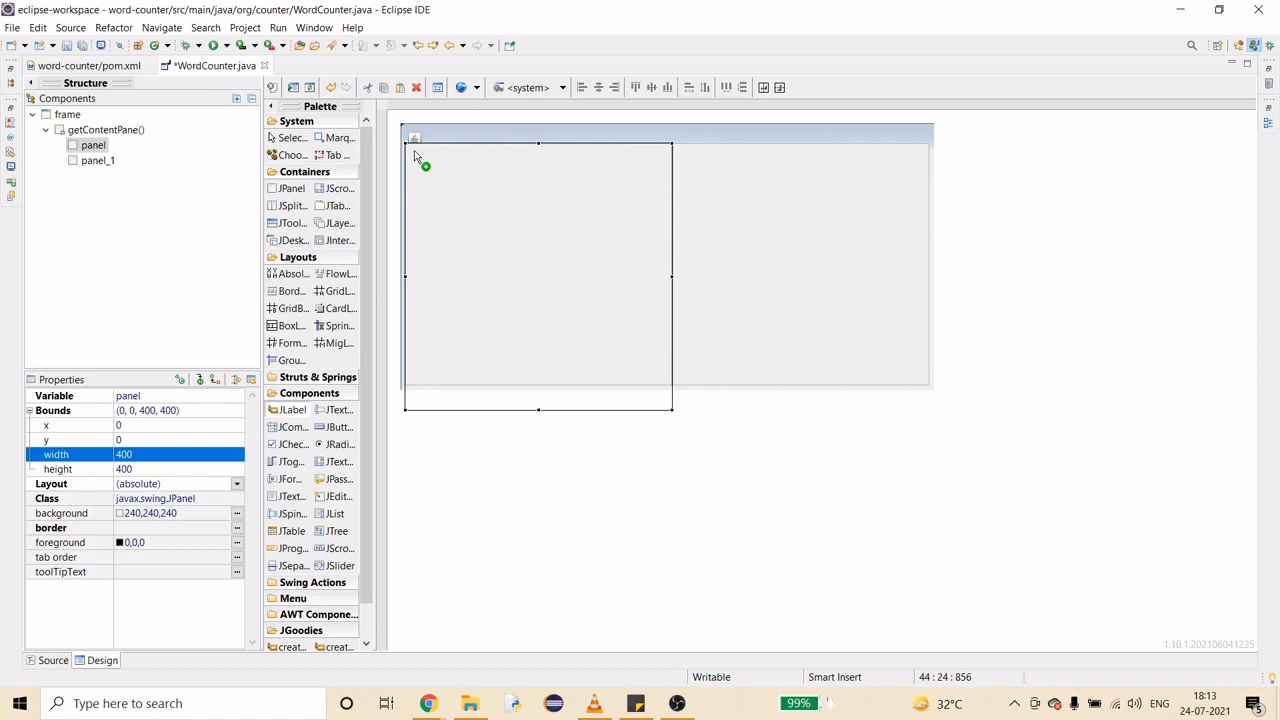 eclipse-workspace - word-counter/src/main/java/org/counter/WordCounter.java - Eclipse IDE
File Edit Source Refactor Navigate Search Project Run Window Help
word-counter/pom.xml *WordCounter.java
Structure
Components
frame
getContentPane()
panel
panel_1
Properties
Variable panel
Bounds (0, 0, 400, 400)
x 0
y 0
width 400
height 400
Layout (absolute)
Class javax.swing.JPanel
background 240,240,240
border
foreground 0,0,0
tab order
toolTipText
<system>
Palette
System
Selec... Marq...
Choo... Tab ...
Containers
JPanel JScro...
JSplit... JTab...
JTool... JLaye...
JDesk... JInter...
Layouts
Absol... FlowL...
Bord... GridL...
GridB... CardL...
BoxL... Sprin...
Form... MigL...
Grou...
Struts & Springs
Components
JLabel JText...
JCom... JButt...
JChec... JRadi...
JTog... JText...
JFor... JPass...
JText... JEdit...
JSpin... JList
JTable JTree
JProg... JScro...
JSepa... JSlider
Swing Actions
Menu
AWT Compone...
JGoodies
creat... creat...
1.10.1.202106041225
Source Design
Writable Smart Insert 44 : 24 : 856
Type here to search
99%
32°C
18:13
24-07-2021
5